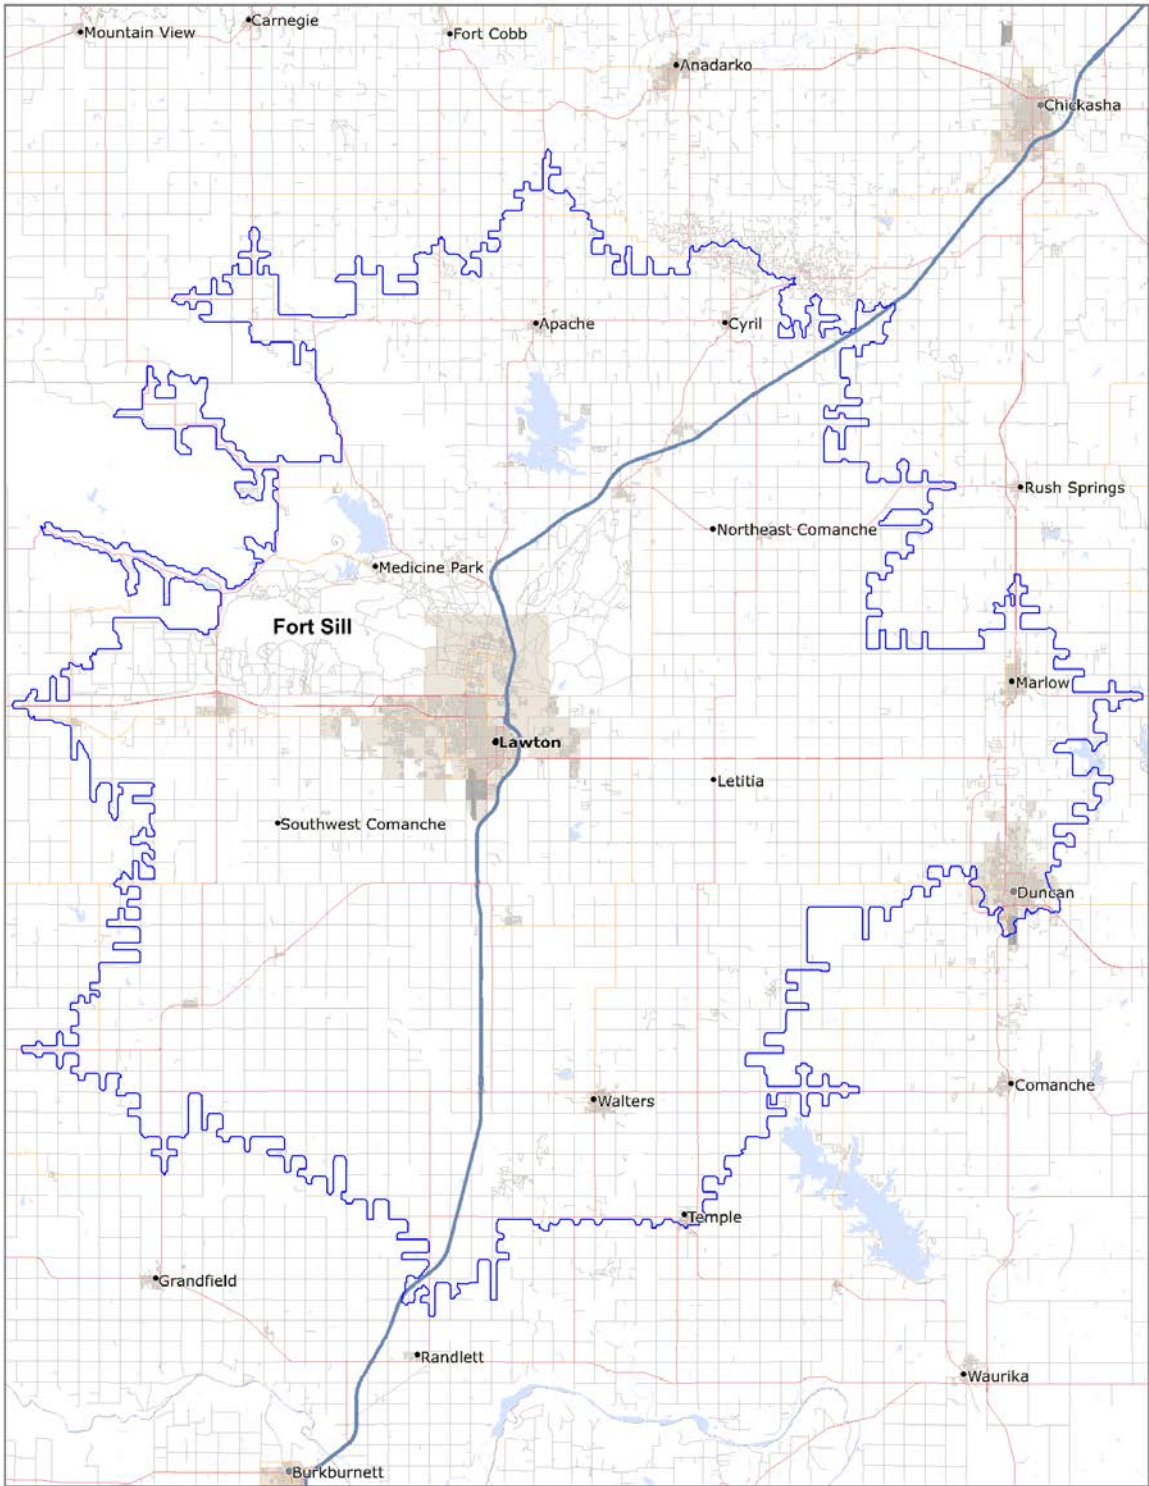 Carnegie
Mountain View
Fort Cobb
Anadarko
Chickasha
Apache
Cyril
Rush Springs
Northeast Comanche
Medicine Park
Fort Sill
Marlow
Lawton
Letitia
Southwest Comanche
Duncan
Comanche
Walters
Temple
Grandfield
Randlett
Waurika
Burkburnett